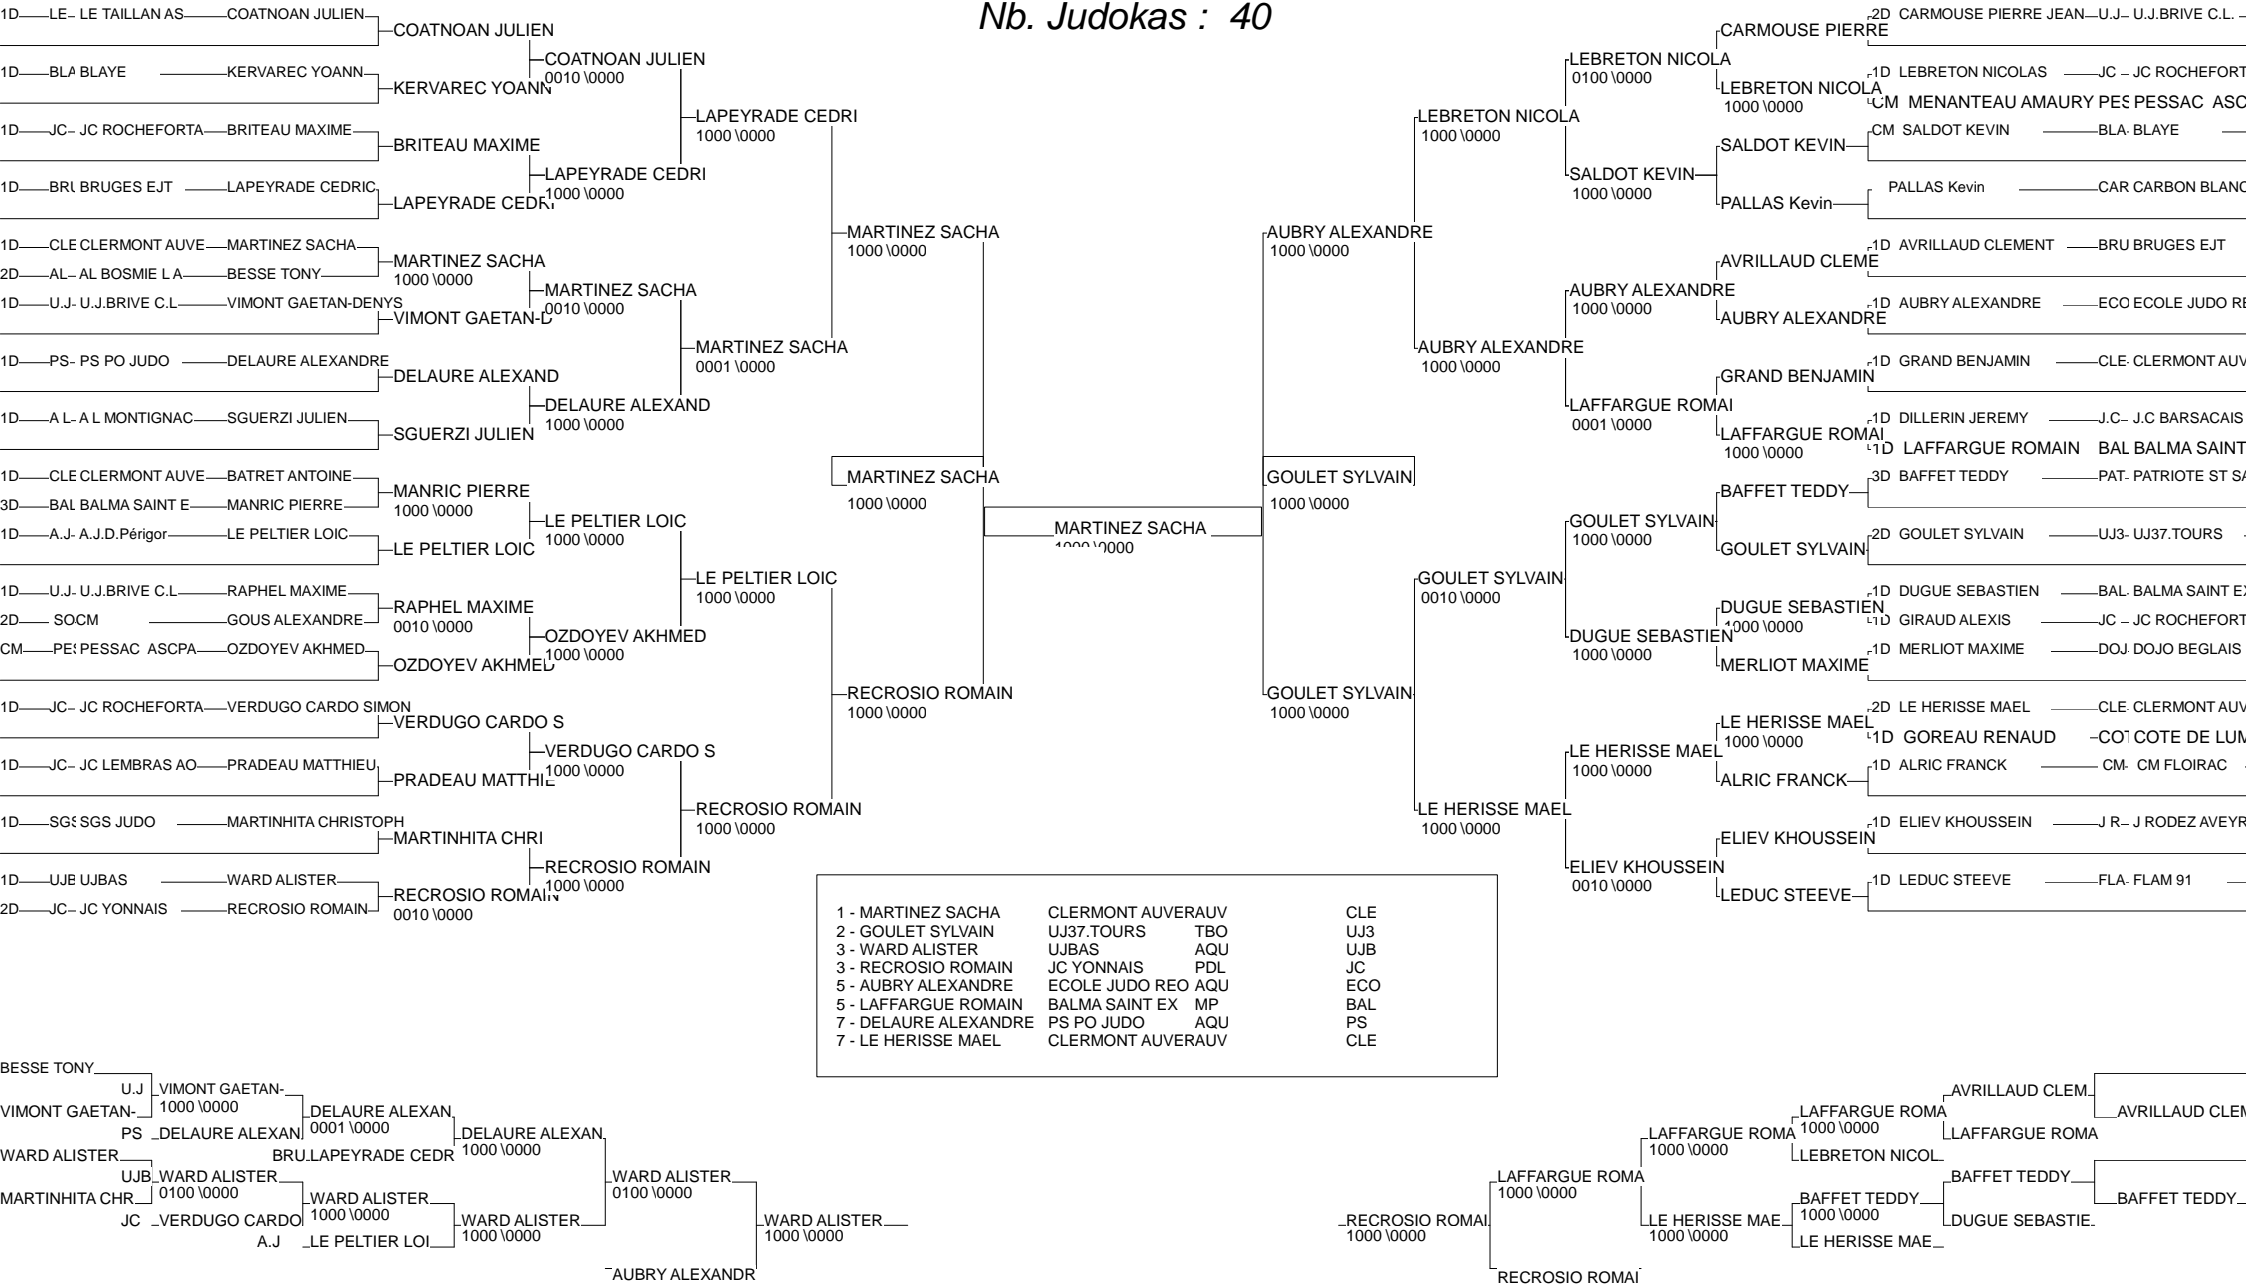 Nb. Judokas : 40
1D LE LE TAILLAN AS COATNOAN JULIEN
COATNOAN JULIEN
COATNOAN JULIEN
0010 \0000
1D BLA BLAYE KERVAREC YOANN
KERVAREC YOANN
LAPEYRADE CEDRI
1000 \0000
1D JC JC ROCHEFORTA BRITEAU MAXIME
BRITEAU MAXIME
LAPEYRADE CEDRI
1000 \0000
1D BRU BRUGES EJT LAPEYRADE CEDRIC
LAPEYRADE CEDRI
MARTINEZ SACHA
1000 \0000
1D CLE CLERMONT AUVE MARTINEZ SACHA
MARTINEZ SACHA
1000 \0000
2D AL AL BOSMIE L A BESSE TONY
MARTINEZ SACHA
0010 \0000
1D U.J U.J.BRIVE C.L VIMONT GAETAN-DENYS
VIMONT GAETAN-D
MARTINEZ SACHA
0001 \0000
1D PS PS PO JUDO DELAURE ALEXANDRE
DELAURE ALEXAND
DELAURE ALEXAND
1000 \0000
1D A L A L MONTIGNAC SGUERZI JULIEN
SGUERZI JULIEN
MARTINEZ SACHA
1000 \0000
1D CLE CLERMONT AUVE BATRET ANTOINE
MANRIC PIERRE
1000 \0000
3D BAL BALMA SAINT E MANRIC PIERRE
LE PELTIER LOIC
1000 \0000
1D A.J A.J.D.Périgor LE PELTIER LOIC
LE PELTIER LOIC
LE PELTIER LOIC
1000 \0000
1D U.J U.J.BRIVE C.L RAPHEL MAXIME
RAPHEL MAXIME
0010 \0000
2D SOCM GOUS ALEXANDRE
OZDOYEV AKHMED
1000 \0000
CM PES PESSAC ASCPA OZDOYEV AKHMED
OZDOYEV AKHMED
RECROSIO ROMAIN
1000 \0000
1D JC JC ROCHEFORTA VERDUGO CARDO SIMON
VERDUGO CARDO S
VERDUGO CARDO S
1000 \0000
1D JC JC LEMBRAS AO PRADEAU MATTHIEU
PRADEAU MATTHIE
RECROSIO ROMAIN
1000 \0000
1D SGS SGS JUDO MARTINHITA CHRISTOPH
MARTINHITA CHRI
RECROSIO ROMAIN
1000 \0000
1D UJB UJBAS WARD ALISTER
RECROSIO ROMAIN
0010 \0000
2D JC JC YONNAIS RECROSIO ROMAIN
MARTINEZ SACHA
1000 \0000
2D CARMOUSE PIERRE JEAN U.J U.J.BRIVE C.L.
CARMOUSE PIERRE
LEBRETON NICOLA
0100 \0000
1D LEBRETON NICOLAS JC JC ROCHEFORT
LEBRETON NICOLA
1000 \0000
CM MENANTEAU AMAURY PES PESSAC ASC
LEBRETON NICOLA
1000 \0000
CM SALDOT KEVIN BLA BLAYE
SALDOT KEVIN
SALDOT KEVIN
1000 \0000
PALLAS Kevin CAR CARBON BLANC
PALLAS Kevin
AUBRY ALEXANDRE
1000 \0000
1D AVRILLAUD CLEMENT BRU BRUGES EJT
AVRILLAUD CLEME
AUBRY ALEXANDRE
1000 \0000
1D AUBRY ALEXANDRE ECO ECOLE JUDO RE
AUBRY ALEXANDRE
AUBRY ALEXANDRE
1000 \0000
1D GRAND BENJAMIN CLE CLERMONT AUV
GRAND BENJAMIN
LAFFARGUE ROMAI
0001 \0000
1D DILLERIN JEREMY J.C J.C BARSACAIS
LAFFARGUE ROMAI
1000 \0000
1D LAFFARGUE ROMAIN BAL BALMA SAINT
GOULET SYLVAIN
1000 \0000
3D BAFFET TEDDY PAT PATRIOTE ST SA
BAFFET TEDDY
GOULET SYLVAIN
1000 \0000
2D GOULET SYLVAIN UJ3 UJ37.TOURS
GOULET SYLVAIN
GOULET SYLVAIN
0010 \0000
1D DUGUE SEBASTIEN BAL BALMA SAINT EX
DUGUE SEBASTIEN
1000 \0000
1D GIRAUD ALEXIS JC JC ROCHEFORT
DUGUE SEBASTIEN
1000 \0000
1D MERLIOT MAXIME DOJ DOJO BEGLAIS
MERLIOT MAXIME
GOULET SYLVAIN
1000 \0000
2D LE HERISSE MAEL CLE CLERMONT AUV
LE HERISSE MAEL
1000 \0000
1D GOREAU RENAUD COT COTE DE LUM
LE HERISSE MAEL
1000 \0000
1D ALRIC FRANCK CM CM FLOIRAC
ALRIC FRANCK
LE HERISSE MAEL
1000 \0000
1D ELIEV KHOUSSEIN J R J RODEZ AVEYR
ELIEV KHOUSSEIN
ELIEV KHOUSSEIN
0010 \0000
1D LEDUC STEEVE FLA FLAM 91
LEDUC STEEVE
1 - MARTINEZ SACHA CLERMONT AUVERAUV CLE
2 - GOULET SYLVAIN UJ37.TOURS TBO UJ3
3 - WARD ALISTER UJBAS AQU UJB
3 - RECROSIO ROMAIN JC YONNAIS PDL JC
5 - AUBRY ALEXANDRE ECOLE JUDO REO AQU ECO
5 - LAFFARGUE ROMAIN BALMA SAINT EX MP BAL
7 - DELAURE ALEXANDRE PS PO JUDO AQU PS
7 - LE HERISSE MAEL CLERMONT AUVERAUV CLE
BESSE TONY
U.J VIMONT GAETAN-
1000 \0000
VIMONT GAETAN-
DELAURE ALEXAN
0001 \0000
PS DELAURE ALEXAN
DELAURE ALEXAN
1000 \0000
BRU LAPEYRADE CEDR
WARD ALISTER
UJB WARD ALISTER
0100 \0000
WARD ALISTER
0100 \0000
MARTINHITA CHR
WARD ALISTER
1000 \0000
JC VERDUGO CARDO
WARD ALISTER
1000 \0000
WARD ALISTER
1000 \0000
A.J LE PELTIER LOI
AUBRY ALEXANDR
AVRILLAUD CLEM
AVRILLAUD CLEM
LAFFARGUE ROMA
1000 \0000
LAFFARGUE ROMA
LAFFARGUE ROMA
1000 \0000
LEBRETON NICOL
LAFFARGUE ROMA
1000 \0000
BAFFET TEDDY
BAFFET TEDDY
1000 \0000
BAFFET TEDDY
RECROSIO ROMAI
1000 \0000
LE HERISSE MAE
1000 \0000
DUGUE SEBASTIE
LE HERISSE MAE
RECROSIO ROMAI